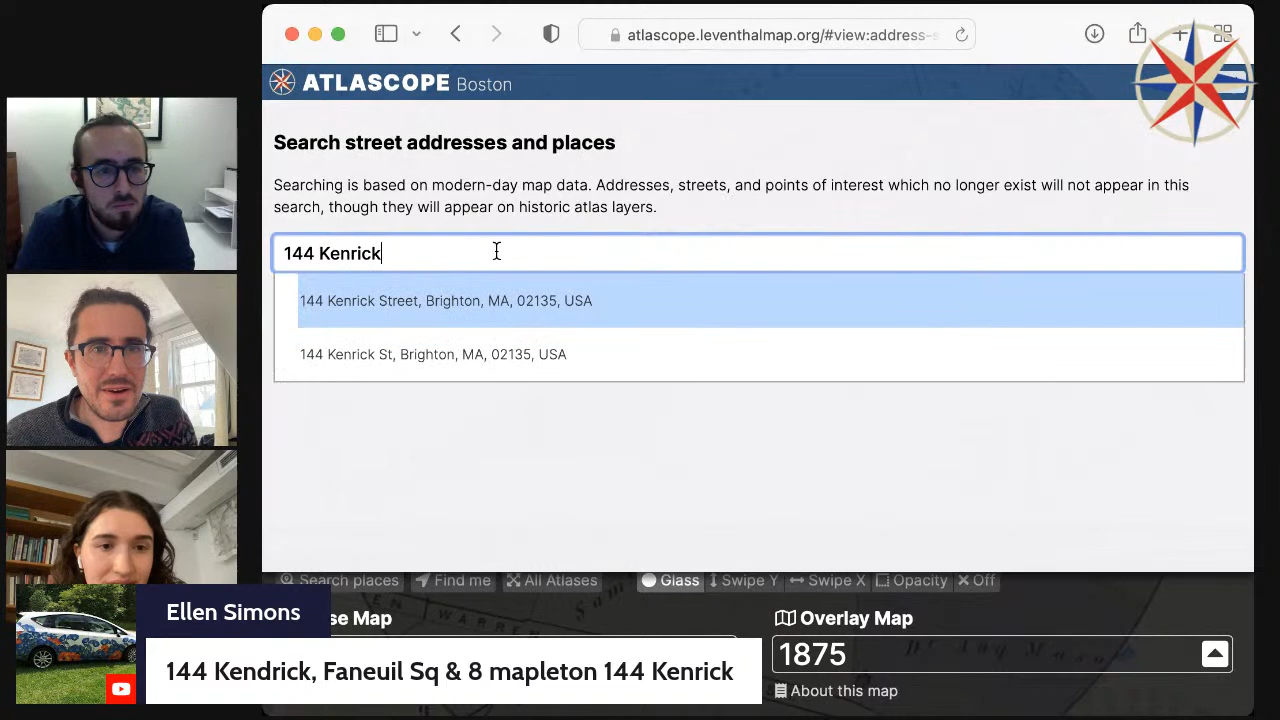 atlascope.leventhalmap.org/#view:address-s
ATLASCOPE Boston
Search street addresses and places
Searching is based on modern-day map data. Addresses, streets, and points of interest which no longer exist will not appear in this
search, though they will appear on historic atlas layers.
144 Kenrick
144 Kenrick Street, Brighton, MA, 02135, USA
144 Kenrick St, Brighton, MA, 02135, USA
Search places Find me All Atlases Glass Swipe Y Swipe X Opacity Off
WARREN
se Map
Overlay Map
1875
About this map
Ellen Simons
144 Kendrick, Faneuil Sq & 8 mapleton 144 Kenrick